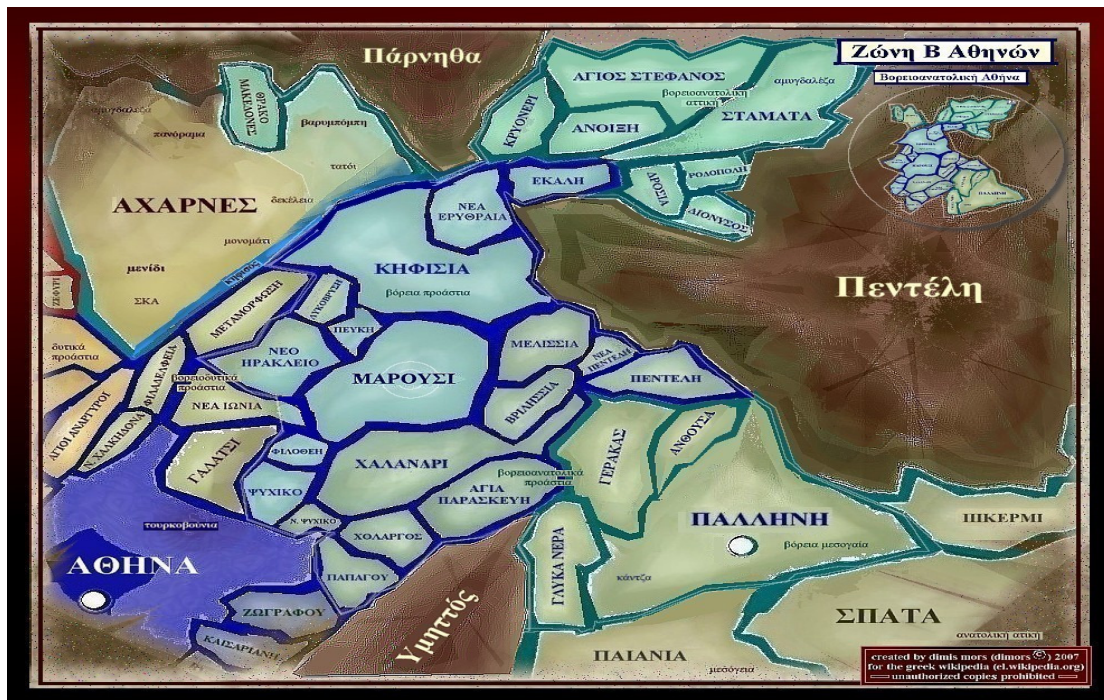 Πάρνηθα
Ζώνη Β Αθηνών
Βορειοανατολική Αθήνα
ΑΓΙΟΣ ΣΤΕΦΑΝΟΣ
αμυγδαλέζα
βορειοανατολική
αττική
ΘΡΑΚΟ
ΜΑΚΕΔΟΝΕΣ
αμυγδαλέζα
ΚΡΥΟΝΕΡΙ
ΑΝΟΙΞΗ
ΣΤΑΜΑΤΑ
πανόραμα
βαρυμπόμπη
τατόι
ΕΚΑΛΗ
ΔΡΟΣΙΑ
ΡΟΔΟΠΟΛΗ
ΔΙΟΝΥΣΟΣ
ΠΑΛΛΗΝΗ
ΑΧΑΡΝΕΣ
δεκέλεια
ΝΕΑ
ΕΡΥΘΡΑΙΑ
μονομάτι
μενίδι
ΣΚΑ
ΖΕΦΥΡΙ
κηφισός
ΚΗΦΙΣΙΑ
βόρεια προάστια
Πεντέλη
ΜΕΤΑΜΟΡΦΩΣΗ
ΛΥΚΟΒΡΥΣΗ
ΠΕΥΚΗ
δυτικά
προάστια
ΝΕΟ
ΗΡΑΚΛΕΙΟ
ΜΑΡΟΥΣΙ
ΜΕΛΙΣΣΙΑ
ΝΕΑ
ΠΕΝΤΕΛΗ
ΠΕΝΤΕΛΗ
ΦΙΛΑΔΕΛΦΕΙΑ
βορειοδυτικά
προάστια
ΒΡΙΛΗΣΣΙΑ
ΑΓΙΟΙ ΑΝΑΡΓΥΡΟΙ
Ν. ΧΑΛΚΗΔΟΝΑ
ΝΕΑ ΙΩΝΙΑ
ΓΑΛΑΤΣΙ
ΦΙΛΟΘΕΗ
ΧΑΛΑΝΔΡΙ
ΓΕΡΑΚΑΣ
ΑΝΘΟΥΣΑ
βορειοανατολικά
προάστια
ΨΥΧΙΚΟ
ΑΓΙΑ
ΠΑΡΑΣΚΕΥΗ
τουρκοβούνια
Ν. ΨΥΧΙΚΟ
ΧΟΛΑΡΓΟΣ
ΠΑΛΛΗΝΗ
βόρεια μεσογαία
ΠΙΚΕΡΜΙ
ΑΘΗΝΑ
ΠΑΠΑΓΟΥ
ΓΛΥΚΑ ΝΕΡΑ
κάντζα
ΖΩΓΡΑΦΟΥ
ΚΑΙΣΑΡΙΑΝΗ
Υμηττός
ΣΠΑΤΑ
ανατολική ατική
ΠΑΙΑΝΙΑ
μεσόγεια
created by dimis mors (dimors ©) 2007
for the greek wikipedia (el.wikipedia.org)
unauthorized copies prohibited